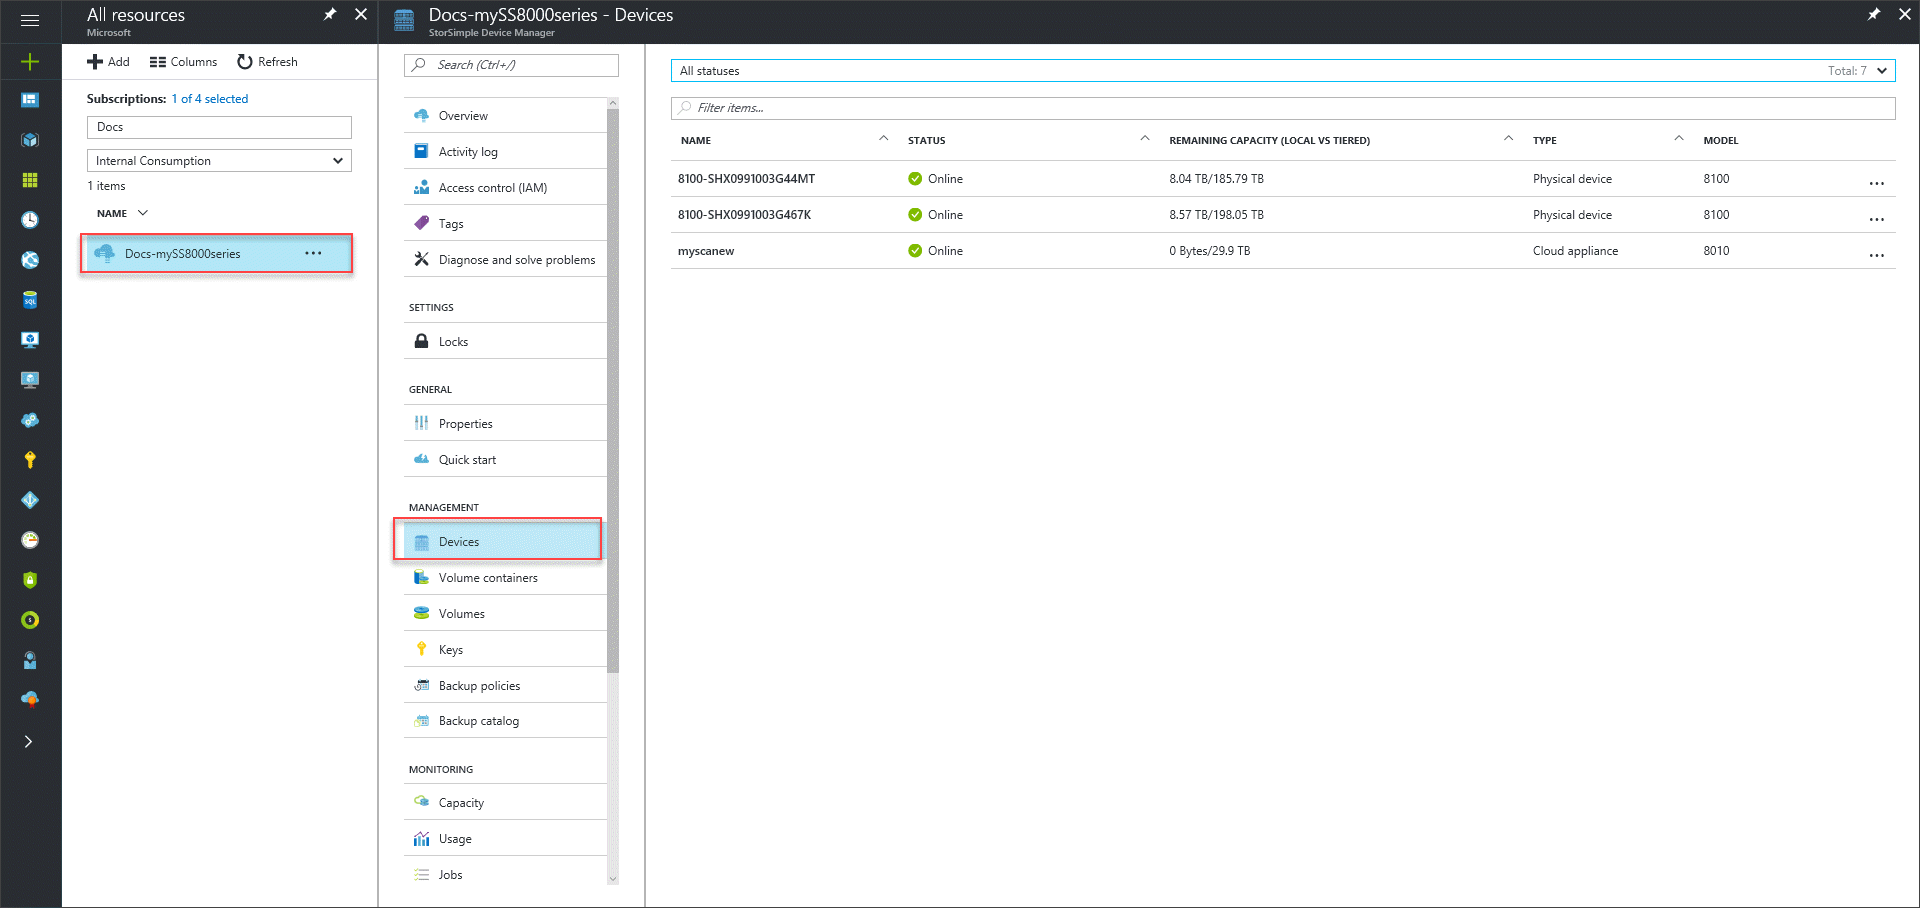 All resources
Microsoft
Add
Columns
Refresh
Subscriptions: 1 of 4 selected
Docs
Internal Consumption
1 items
NAME
Docs-mySS8000series
Docs-mySS8000series - Devices
StorSimple Device Manager
Search (Ctrl+/)
Overview
Activity log
Access control (IAM)
Tags
Diagnose and solve problems
SETTINGS
Locks
GENERAL
Properties
Quick start
MANAGEMENT
Devices
Volume containers
Volumes
Keys
Backup policies
Backup catalog
MONITORING
Capacity
Usage
Jobs
All statuses Total: 7
Filter items...
NAME STATUS REMAINING CAPACITY (LOCAL VS TIERED) TYPE MODEL
8100-SHX0991003G44MT Online 8.04 TB/185.79 TB Physical device 8100 ...
8100-SHX0991003G467K Online 8.57 TB/198.05 TB Physical device 8100 ...
myscanew Online 0 Bytes/29.9 TB Cloud appliance 8010 ...
SQL